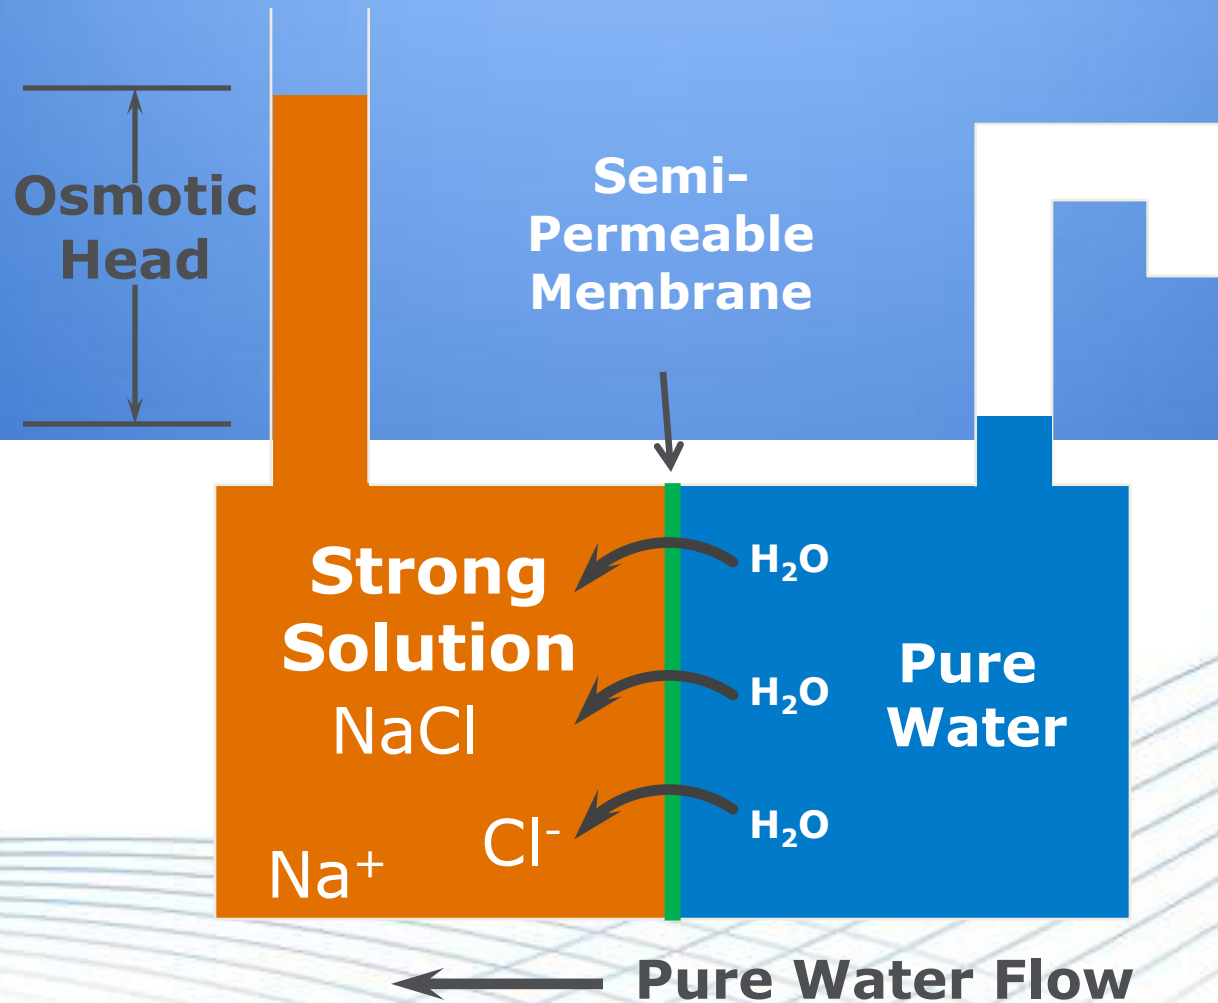 Osmotic
Head
Semi-
Permeable
Membrane
Strong
Solution
NaCl
Na⁺
Cl⁻
H₂O
H₂O
H₂O
Pure
Water
Pure Water Flow